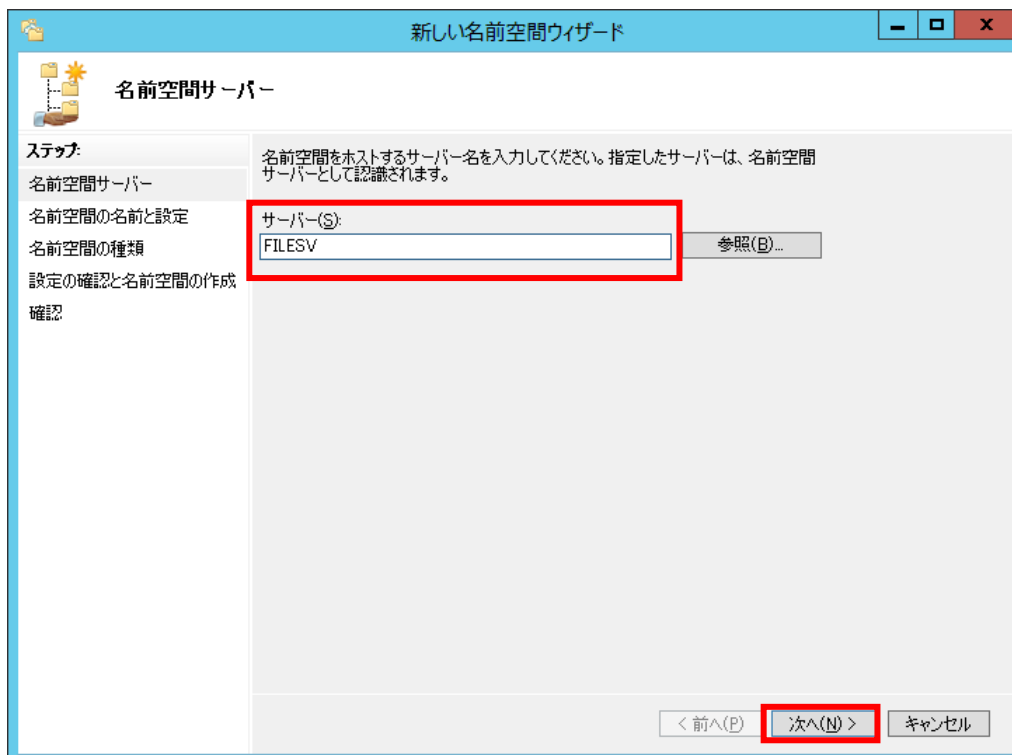 新しい名前空間ウィザード
名前空間サーバー
ステップ:
名前空間サーバー
名前空間の名前と設定
名前空間の種類
設定の確認と名前空間の作成
確認
名前空間をホストするサーバー名を入力してください。指定したサーバーは、名前空間
サーバーとして認識されます。
サーバー(S):
FILESV
参照(B)...
< 前へ(P)
次へ(N) >
キャンセル